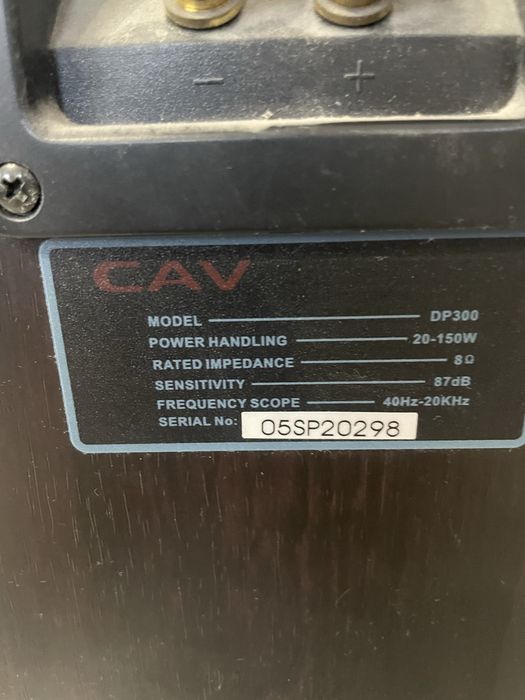 - +
CAV
MODEL DP300
POWER HANDLING 20-150W
RATED IMPEDANCE 8Ω
SENSITIVITY 87dB
FREQUENCY SCOPE 40Hz-20KHz
SERIAL No: 05SP20298